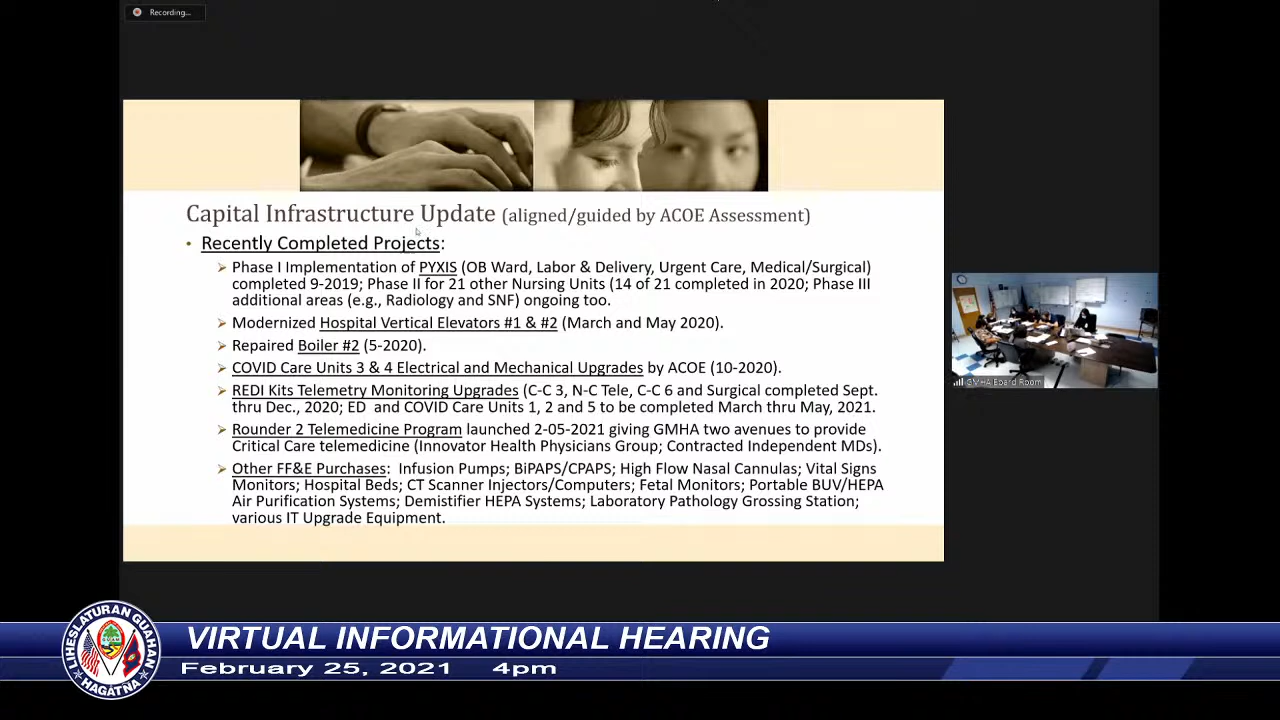 Recording...
Capital Infrastructure Update (aligned/guided by ACOE Assessment)
• Recently Completed Projects:
Phase I Implementation of PYXIS (OB Ward, Labor & Delivery, Urgent Care, Medical/Surgical)
completed 9-2019; Phase II for 21 other Nursing Units (14 of 21 completed in 2020; Phase III
additional areas (e.g., Radiology and SNF) ongoing too.
Modernized Hospital Vertical Elevators #1 & #2 (March and May 2020).
Repaired Boiler #2 (5-2020).
COVID Care Units 3 & 4 Electrical and Mechanical Upgrades by ACOE (10-2020).
REDI Kits Telemetry Monitoring Upgrades (C-C 3, N-C Tele, C-C 6 and Surgical completed Sept.
thru Dec., 2020; ED and COVID Care Units 1, 2 and 5 to be completed March thru May, 2021.
Rounder 2 Telemedicine Program launched 2-05-2021 giving GMHA two avenues to provide
Critical Care telemedicine (Innovator Health Physicians Group; Contracted Independent MDs).
Other FF&E Purchases: Infusion Pumps; BiPAPS/CPAPS; High Flow Nasal Cannulas; Vital Signs
Monitors; Hospital Beds; CT Scanner Injectors/Computers; Fetal Monitors; Portable BUV/HEPA
Air Purification Systems; Demistifier HEPA Systems; Laboratory Pathology Grossing Station;
various IT Upgrade Equipment.
GMHA Board Room
LIHESLATURAN GUAHAN
HAGATNA
VIRTUAL INFORMATIONAL HEARING
February 25, 2021 4pm